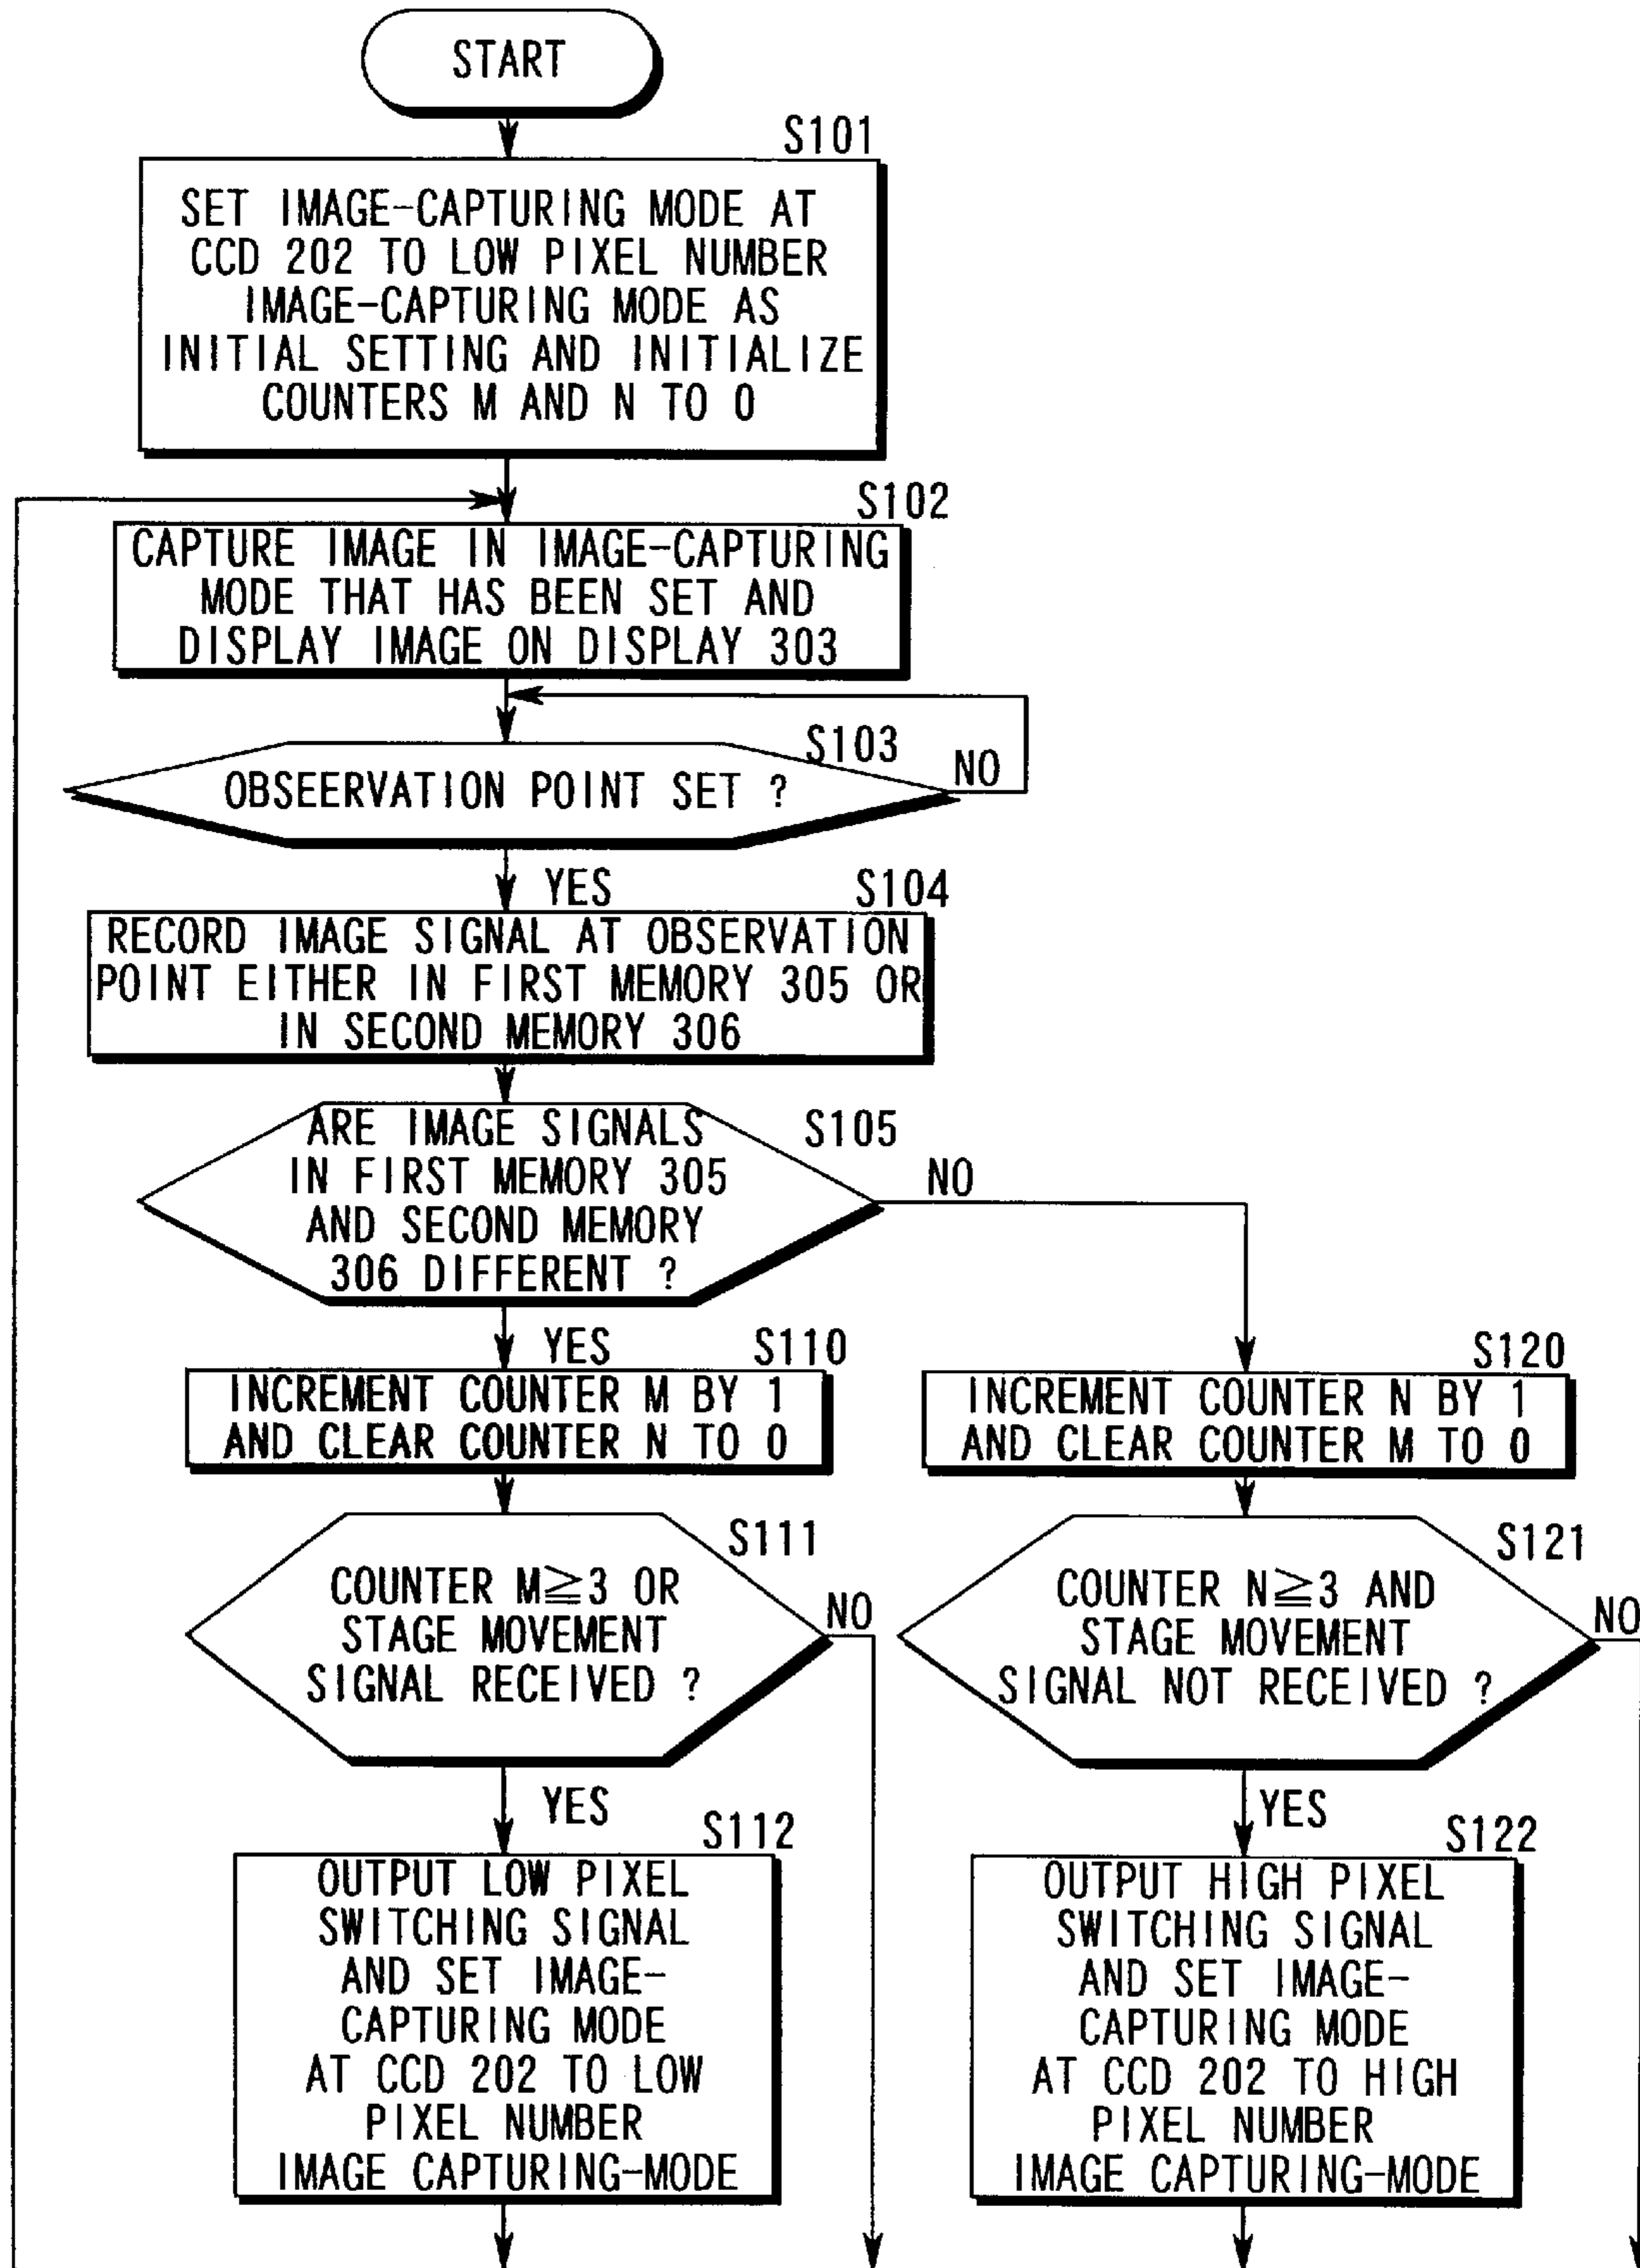 START
S101
SET IMAGE-CAPTURING MODE AT
CCD 202 TO LOW PIXEL NUMBER
IMAGE-CAPTURING MODE AS
INITIAL SETTING AND INITIALIZE
COUNTERS M AND N TO 0
S102
CAPTURE IMAGE IN IMAGE-CAPTURING
MODE THAT HAS BEEN SET AND
DISPLAY IMAGE ON DISPLAY 303
S103
OBSEERVATION POINT SET ?
NO
YES
S104
RECORD IMAGE SIGNAL AT OBSERVATION
POINT EITHER IN FIRST MEMORY 305 OR
IN SECOND MEMORY 306
S105
ARE IMAGE SIGNALS
IN FIRST MEMORY 305
AND SECOND MEMORY
306 DIFFERENT ?
NO
YES
S110
INCREMENT COUNTER M BY 1
AND CLEAR COUNTER N TO 0
S111
COUNTER M≧3 OR
STAGE MOVEMENT
SIGNAL RECEIVED ?
NO
YES
S112
OUTPUT LOW PIXEL
SWITCHING SIGNAL
AND SET IMAGE-
CAPTURING MODE
AT CCD 202 TO LOW
PIXEL NUMBER
IMAGE CAPTURING-MODE
S120
INCREMENT COUNTER N BY 1
AND CLEAR COUNTER M TO 0
S121
COUNTER N≧3 AND
STAGE MOVEMENT
SIGNAL NOT RECEIVED ?
NO
YES
S122
OUTPUT HIGH PIXEL
SWITCHING SIGNAL
AND SET IMAGE-
CAPTURING MODE
AT CCD 202 TO HIGH
PIXEL NUMBER
IMAGE CAPTURING-MODE